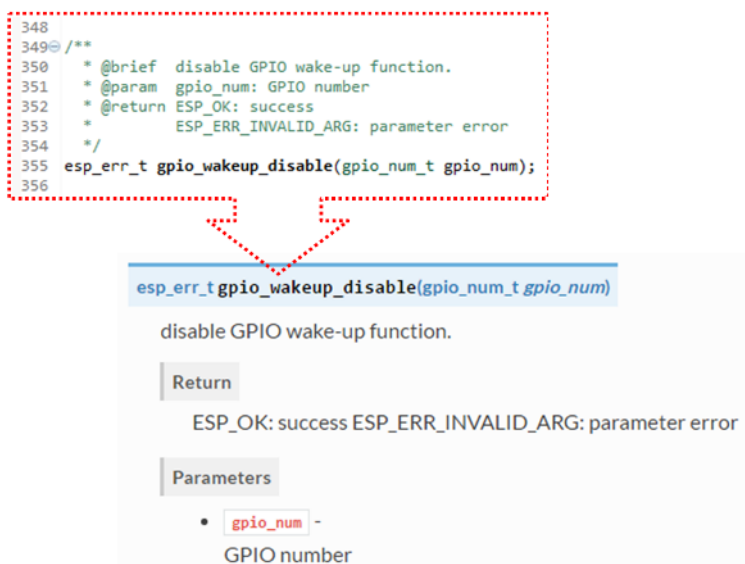 348
349 /**
350 * @brief disable GPIO wake-up function.
351 * @param gpio_num: GPIO number
352 * @return ESP_OK: success
353 * ESP_ERR_INVALID_ARG: parameter error
354 */
355 esp_err_t gpio_wakeup_disable(gpio_num_t gpio_num);
356
esp_err_t gpio_wakeup_disable(gpio_num_t gpio_num)
disable GPIO wake-up function.
Return
ESP_OK: success ESP_ERR_INVALID_ARG: parameter error
Parameters
• gpio_num -
GPIO number